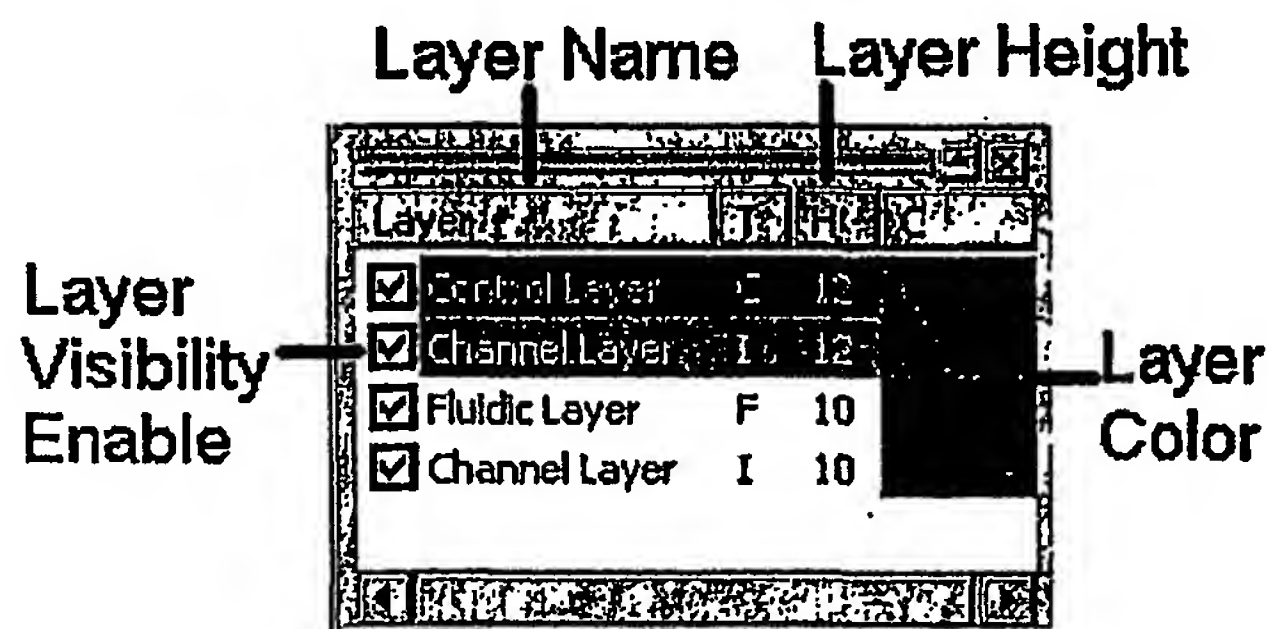 Layer Name Layer Height
Layer T H C
Control Layer C 12
Channel Layer I 12
Fluidic Layer F 10
Channel Layer I 10
Layer
Visibility
Enable
Layer
Color